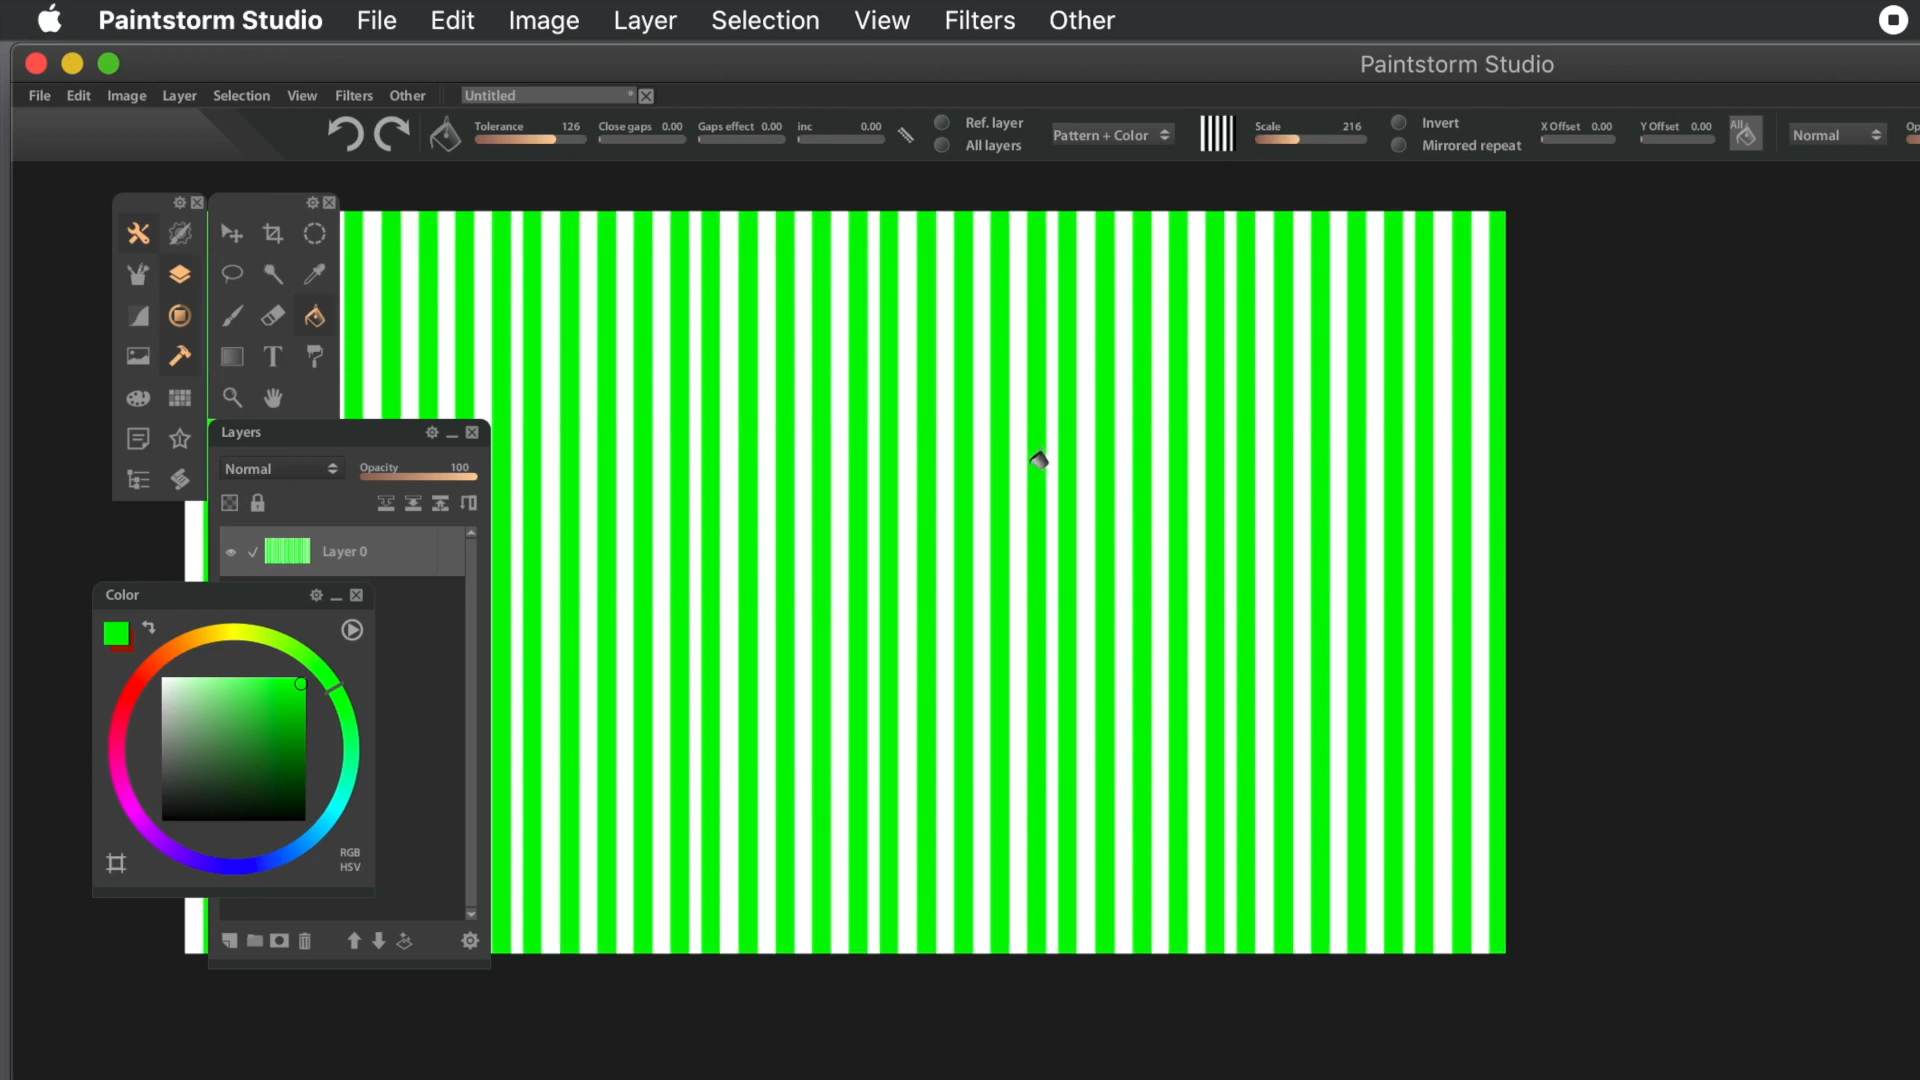 Paintstorm Studio File Edit Image Layer Selection View Filters Other
Paintstorm Studio
File Edit Image Layer Selection View Filters Other Untitled *
Tolerance 126 Close gaps 0.00 Gaps effect 0.00 inc 0.00 Ref. layer Pattern + Color Scale 216 Invert X Offset 0.00 Y Offset 0.00 All Normal Op
All layers Mirrored repeat
Layers
Normal Opacity 100
Layer 0
Color
RGB
HSV